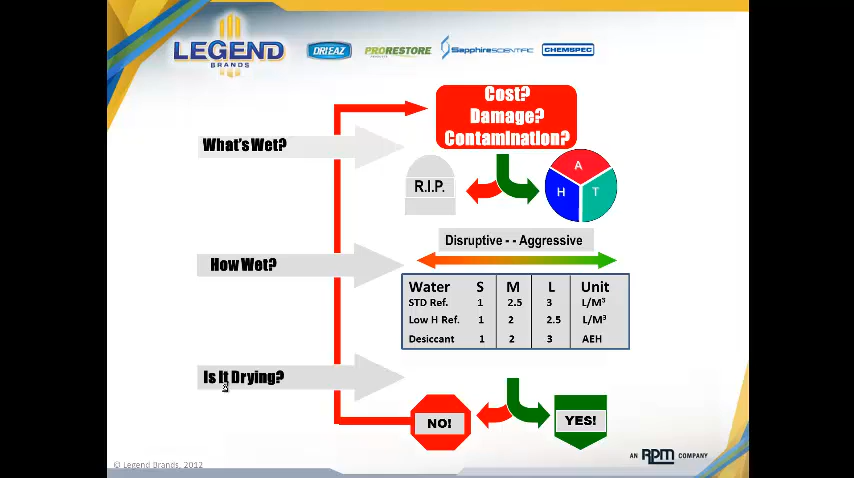 LEGEND
BRANDS
DRIEAZ
PRORESTORE
PRODUCTS
SapphireSCIENTIFIC
CHEMSPEC
Cost?
Damage?
Contamination?
What's Wet?
R.I.P.
A
H
T
Disruptive - - Aggressive
How Wet?
Water S M L Unit
STD Ref. 1 2.5 3 L/M³
Low H Ref. 1 2 2.5 L/M³
Desiccant 1 2 3 AEH
Is It Drying?
NO!
YES!
AN RPM COMPANY
© Legend Brands, 2012